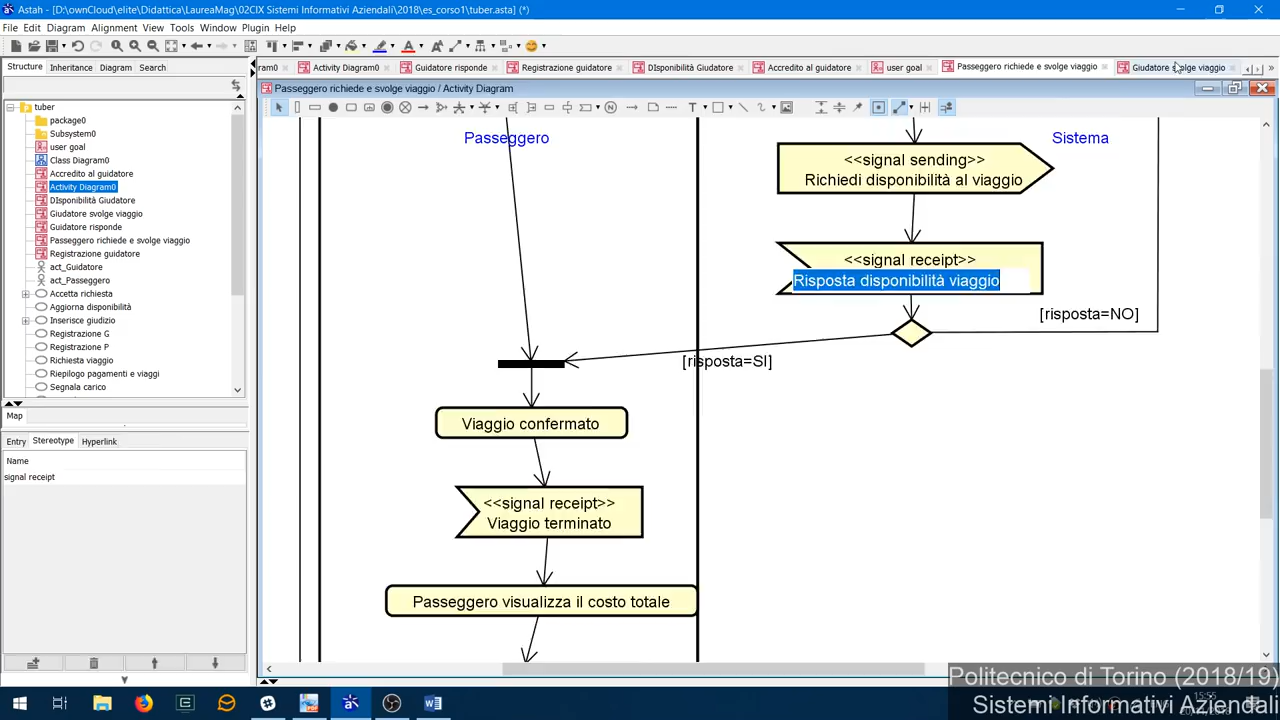 Astah - [D:\ownCloud\elite\Didattica\LaureaMag\02CIX Sistemi Informativi Aziendali\2018\es_corso1\tuber.asta (*)]
File Edit Diagram Alignment View Tools Window Plugin Help
Structure Inheritance Diagram Search
ram0 Activity Diagram0 Guidatore risponde Registrazione guidatore DIsponibilità Giudatore Accredito al guidatore user goal Passeggero richiede e svolge viaggio Giudatore svolge viaggio
Passeggero richiede e svolge viaggio / Activity Diagram
tuber
package0
Subsystem0
user goal
Class Diagram0
Accredito al guidatore
Activity Diagram0
DIsponibilità Giudatore
Giudatore svolge viaggio
Guidatore risponde
Passeggero richiede e svolge viaggio
Registrazione guidatore
act_Guidatore
act_Passeggero
Accetta richiesta
Aggiorna disponibilità
Inserisce giudizio
Registrazione G
Registrazione P
Richiesta viaggio
Riepilogo pagamenti e viaggi
Segnala carico
Map
Entry Stereotype Hyperlink
Name
signal receipt
Passeggero
Sistema
<<signal sending>>
Richiedi disponibilità al viaggio
<<signal receipt>>
Risposta disponibilità viaggio
[risposta=NO]
[risposta=SI]
Viaggio confermato
<<signal receipt>>
Viaggio terminato
Passeggero visualizza il costo totale
Politecnico di Torino (2018/19)
Sistemi Informativi Aziendali
15:55